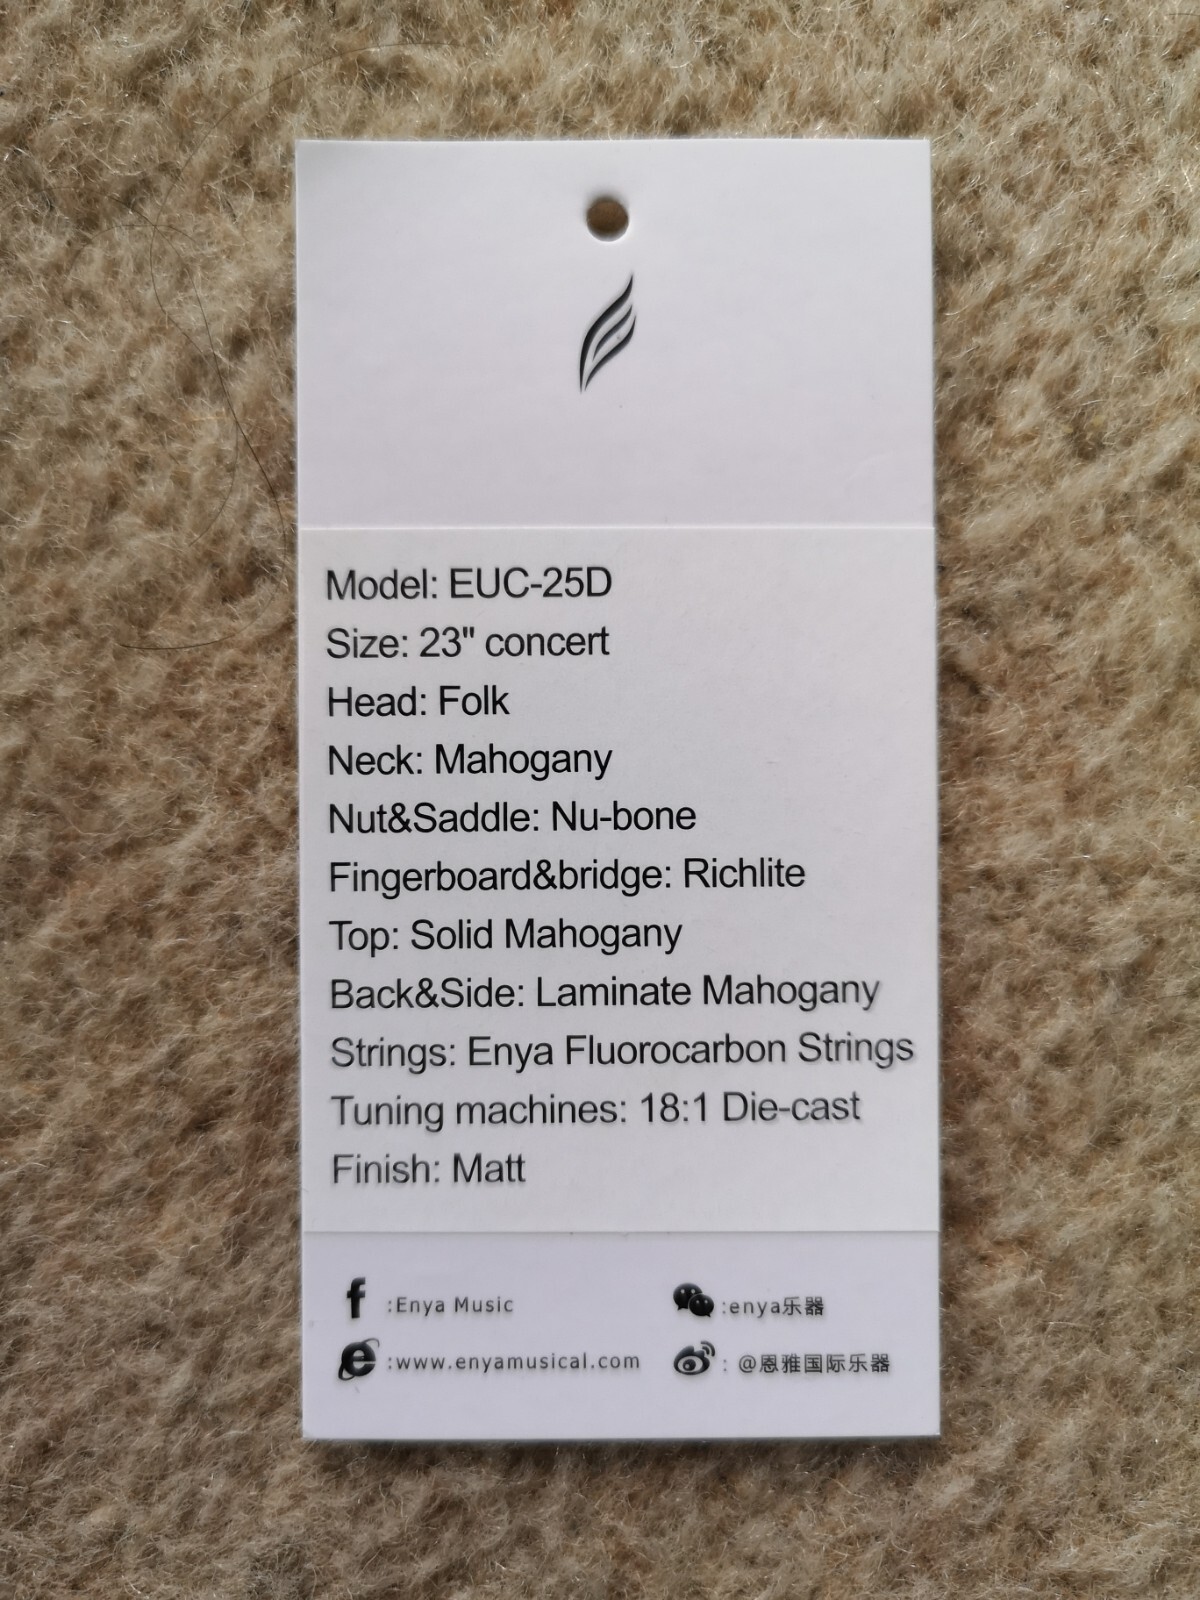 Model: EUC-25D
Size: 23" concert
Head: Folk
Neck: Mahogany
Nut&Saddle: Nu-bone
Fingerboard&bridge: Richlite
Top: Solid Mahogany
Back&Side: Laminate Mahogany
Strings: Enya Fluorocarbon Strings
Tuning machines: 18:1 Die-cast
Finish: Matt
:Enya Music
:enya乐器
:www.enyamusical.com
: @恩雅国际乐器